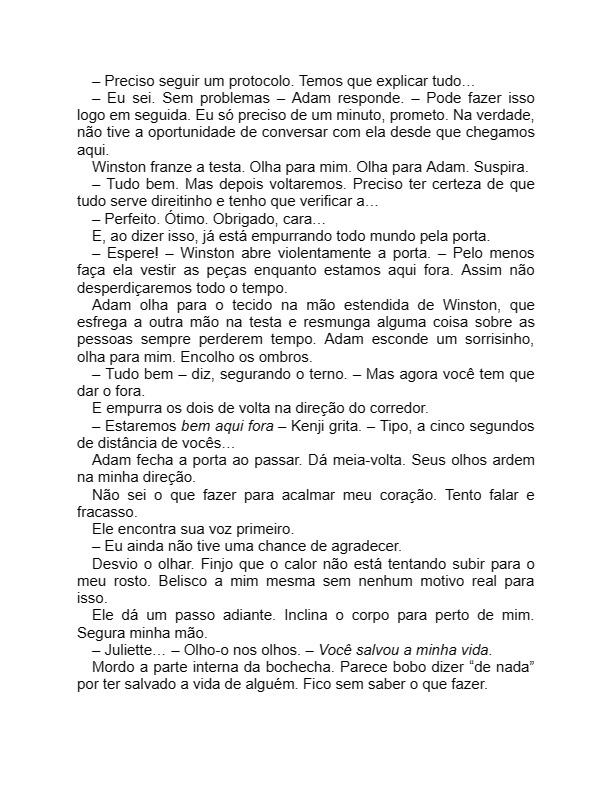 – Preciso seguir um protocolo. Temos que explicar tudo…
– Eu sei. Sem problemas – Adam responde. – Pode fazer isso
logo em seguida. Eu só preciso de um minuto, prometo. Na verdade,
não tive a oportunidade de conversar com ela desde que chegamos
aqui.
Winston franze a testa. Olha para mim. Olha para Adam. Suspira.
– Tudo bem. Mas depois voltaremos. Preciso ter certeza de que
tudo serve direitinho e tenho que verificar a…
– Perfeito. Ótimo. Obrigado, cara…
E, ao dizer isso, já está empurrando todo mundo pela porta.
– Espere! – Winston abre violentamente a porta. – Pelo menos
faça ela vestir as peças enquanto estamos aqui fora. Assim não
desperdiçaremos todo o tempo.
Adam olha para o tecido na mão estendida de Winston, que
esfrega a outra mão na testa e resmunga alguma coisa sobre as
pessoas sempre perderem tempo. Adam esconde um sorrisinho,
olha para mim. Encolho os ombros.
– Tudo bem – diz, segurando o terno. – Mas agora você tem que
dar o fora.
E empurra os dois de volta na direção do corredor.
– Estaremos bem aqui fora – Kenji grita. – Tipo, a cinco segundos
de distância de vocês…
Adam fecha a porta ao passar. Dá meia-volta. Seus olhos ardem
na minha direção.
Não sei o que fazer para acalmar meu coração. Tento falar e
fracasso.
Ele encontra sua voz primeiro.
– Eu ainda não tive uma chance de agradecer.
Desvio o olhar. Finjo que o calor não está tentando subir para o
meu rosto. Belisco a mim mesma sem nenhum motivo real para
isso.
Ele dá um passo adiante. Inclina o corpo para perto de mim.
Segura minha mão.
– Juliette… – Olho-o nos olhos. – Você salvou a minha vida.
Mordo a parte interna da bochecha. Parece bobo dizer “de nada”
por ter salvado a vida de alguém. Fico sem saber o que fazer.